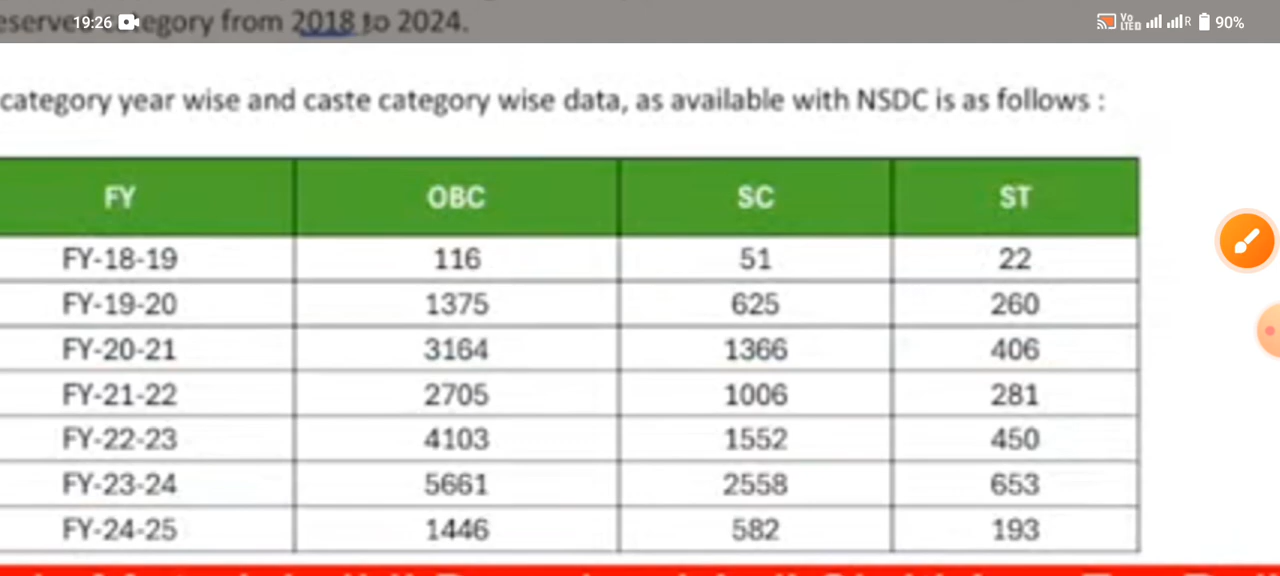 19:26 Vo LTE R 90%
from 2018 to 2024.
category year wise and caste category wise data, as available with NSDC is as follows :
FY OBC SC ST
FY-18-19 116 51 22
FY-19-20 1375 625 260
FY-20-21 3164 1366 406
FY-21-22 2705 1006 281
FY-22-23 4103 1552 450
FY-23-24 5661 2558 653
FY-24-25 1446 582 193